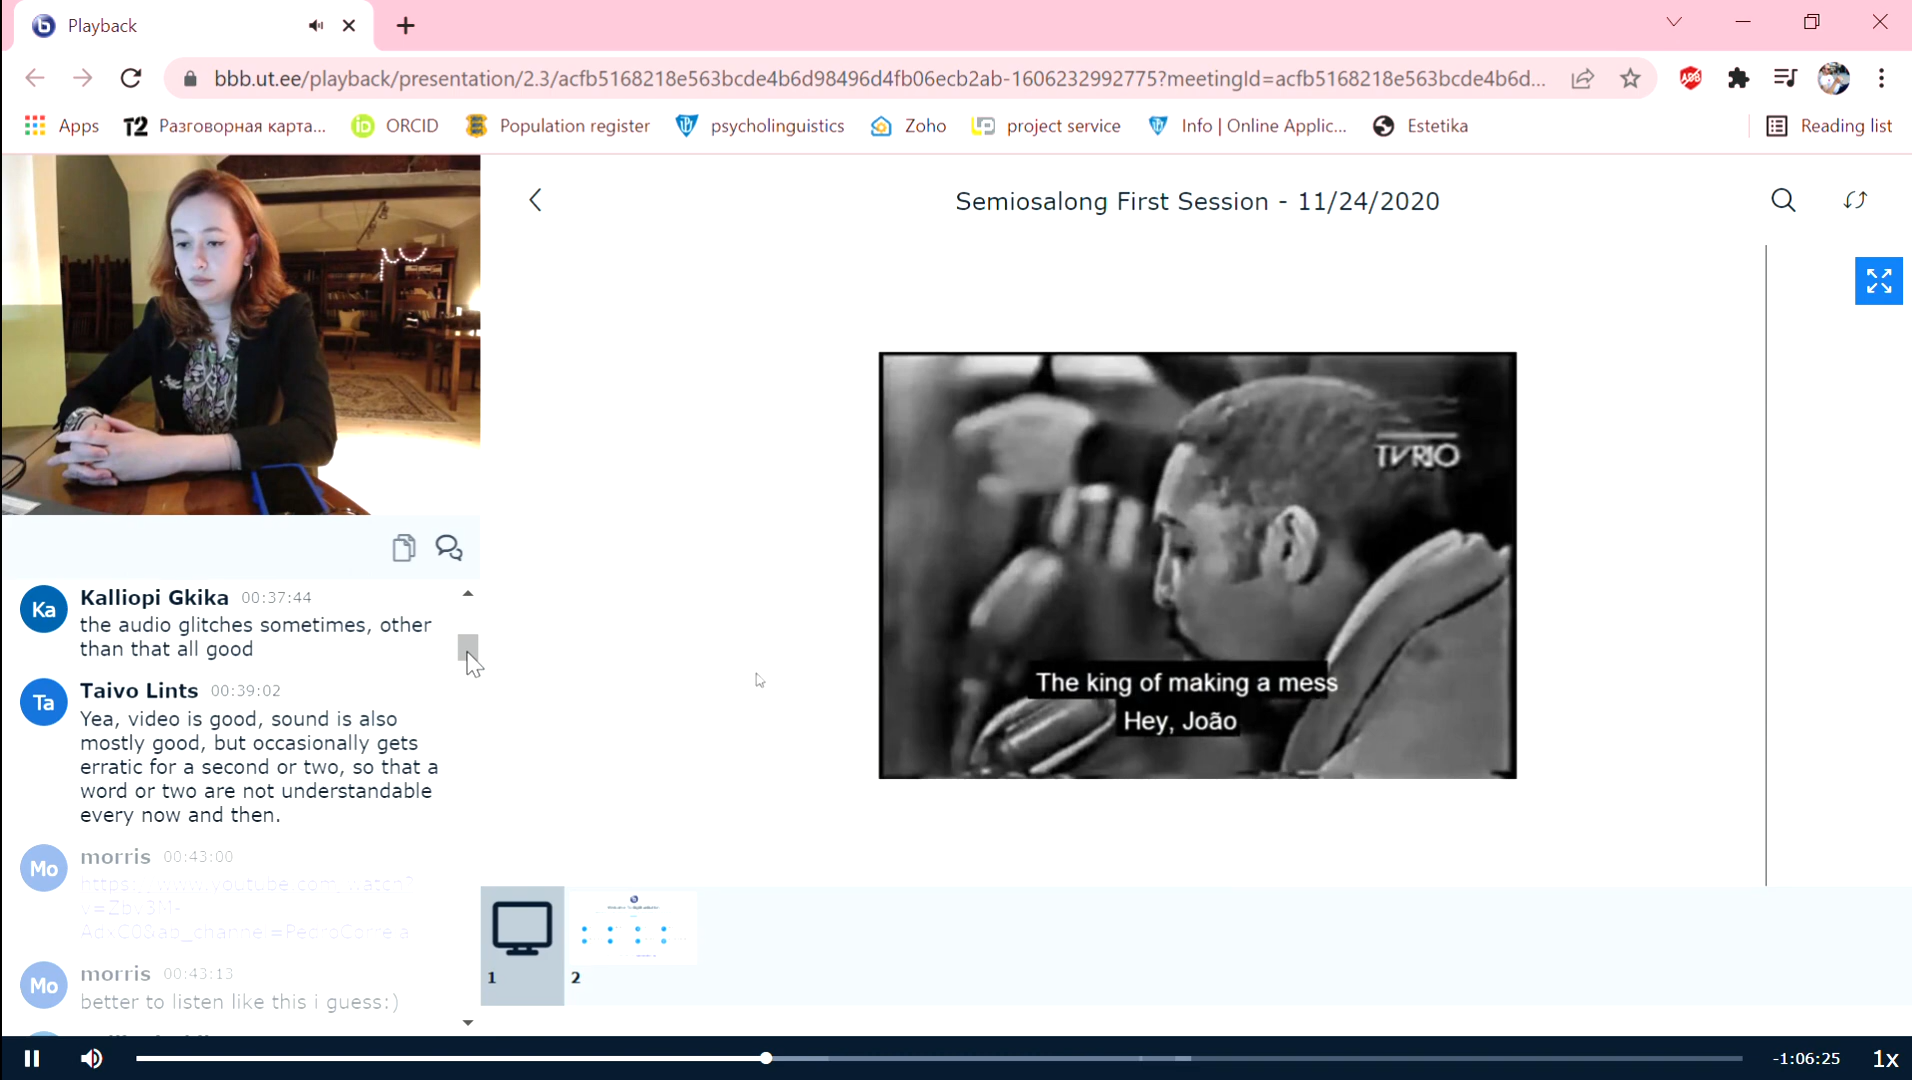 Playback
bbb.ut.ee/playback/presentation/2.3/acfb5168218e563bcde4b6d98496d4fb06ecb2ab-1606232992775?meetingId=acfb5168218e563bcde4b6d...
Apps T2 Разговорная карта... iD ORCID Population register psycholinguistics Zoho project service Info | Online Applic... Estetika Reading list
Semiosalong First Session - 11/24/2020
TVRIO
The king of making a mess
Hey, João
Ka Kalliopi Gkika 00:37:44
the audio glitches sometimes, other
than that all good
Ta Taivo Lints 00:39:02
Yea, video is good, sound is also
mostly good, but occasionally gets
erratic for a second or two, so that a
word or two are not understandable
every now and then.
Mo morris 00:43:00
https://www.youtube.com/watch?
Mo morris 00:43:13
better to listen like this i guess:)
1 2
-1:06:25 1x